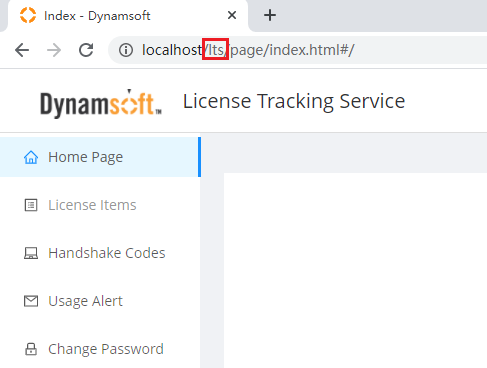 Index - Dynamsoft
localhost/lts/page/index.html#/
Dynamsoft™ License Tracking Service
Home Page
License Items
Handshake Codes
Usage Alert
Change Password